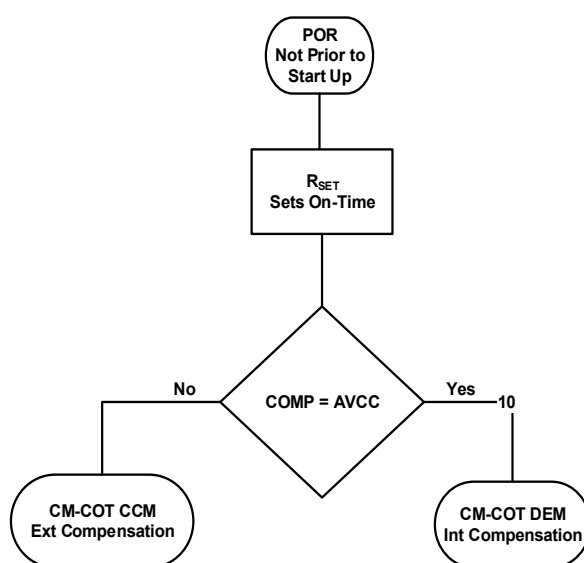 POR
Not Prior to
Start Up
RSET
Sets On-Time
No
COMP = AVCC
Yes
10
CM-COT CCM
Ext Compensation
CM-COT DEM
Int Compensation